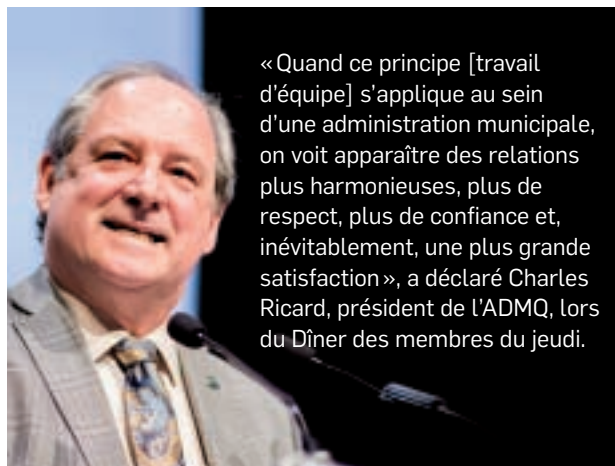 « Quand ce principe [travail
d’équipe] s’applique au sein
d’une administration municipale,
on voit apparaître des relations
plus harmonieuses, plus de
respect, plus de confiance et,
inévitablement, une plus grande
satisfaction », a déclaré Charles
Ricard, président de l’ADMQ, lors
du Dîner des membres du jeudi.